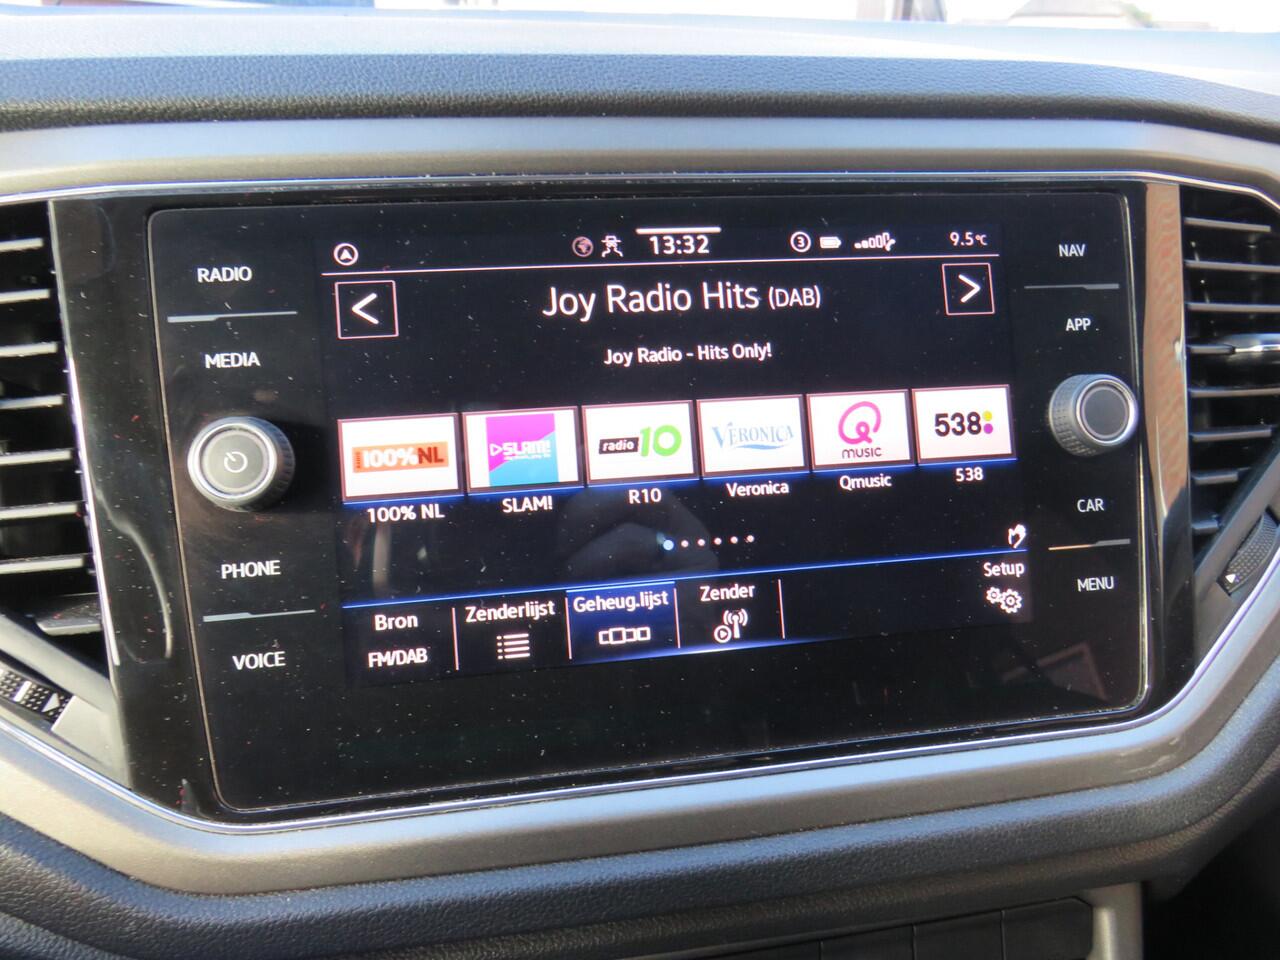 RADIO
MEDIA
PHONE
VOICE
13:32
3
9.5°C
< Joy Radio Hits (DAB) >
Joy Radio - Hits Only!
100%NL
SLAM!
radio 10
VERONICA
Q MUSIC
538
100% NL
SLAM!
R10
Veronica
Qmusic
538
Bron
FM/DAB
Zenderlijst
Geheug.lijst
Zender
Setup
NAV
APP
CAR
MENU